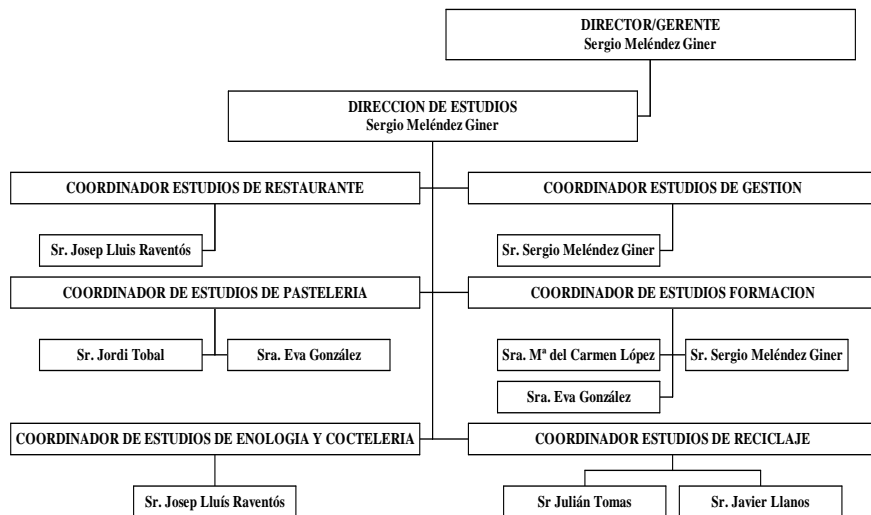 DIRECTOR/GERENTE
Sergio Meléndez Giner
DIRECCION DE ESTUDIOS
Sergio Meléndez Giner
COORDINADOR ESTUDIOS DE RESTAURANTE
COORDINADOR ESTUDIOS DE GESTION
Sr. Josep Lluis Raventós
Sr. Sergio Meléndez Giner
COORDINADOR DE ESTUDIOS DE PASTELERIA
COORDINADOR DE ESTUDIOS FORMACION
Sr. Jordi Tobal
Sra. Eva González
Sra. Mª del Carmen López
Sr. Sergio Meléndez Giner
Sra. Eva González
COORDINADOR DE ESTUDIOS DE ENOLOGIA Y COCTELERIA
COORDINADOR ESTUDIOS DE RECICLAJE
Sr. Josep Lluís Raventós
Sr Julián Tomas
Sr. Javier Llanos